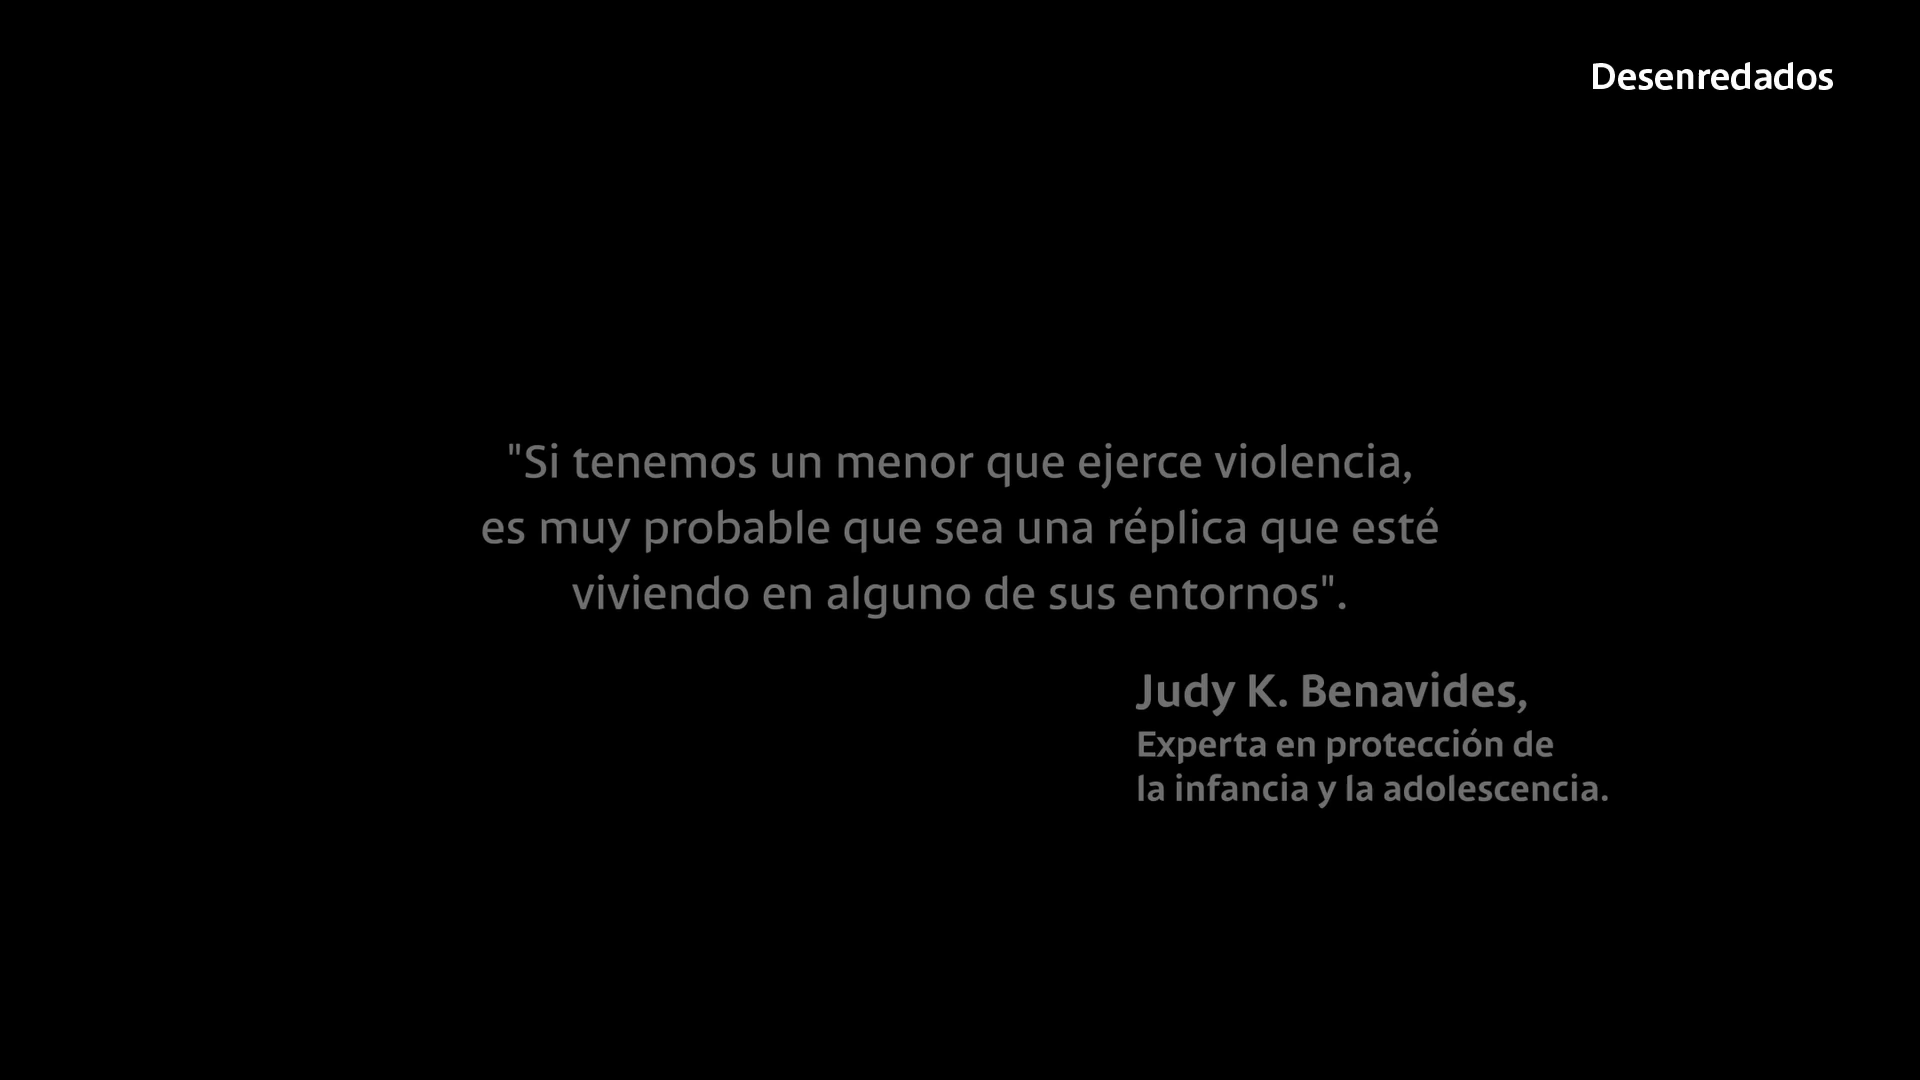 Desenredados
"Si tenemos un menor que ejerce violencia,
es muy probable que sea una réplica que esté
viviendo en alguno de sus entornos".
Judy K. Benavides,
Experta en protección de
la infancia y la adolescencia.